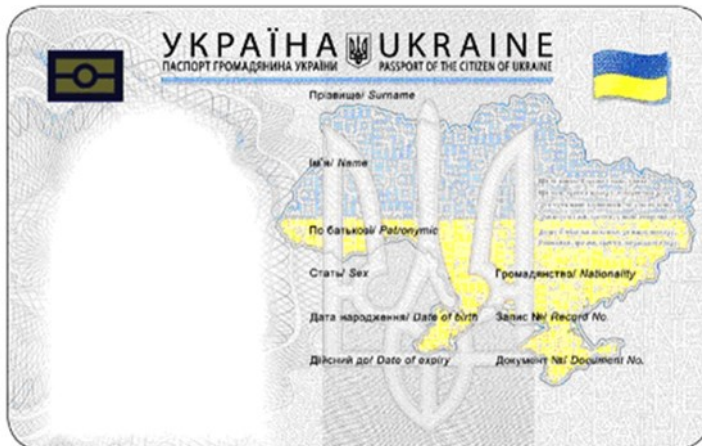 УКРАЇНА UKRAINE
ПАСПОРТ ГРОМАДЯНИНА УКРАЇНИ PASSPORT OF THE CITIZEN OF UKRAINE
Прізвище/ Surname
Ім'я/ Name
По батькові/ Patronymic
Стать/ Sex Громадянство/ Nationality
Дата народження/ Date of birth Запис №/ Record No.
Дійсний до/ Date of expiry Документ №/ Document No.